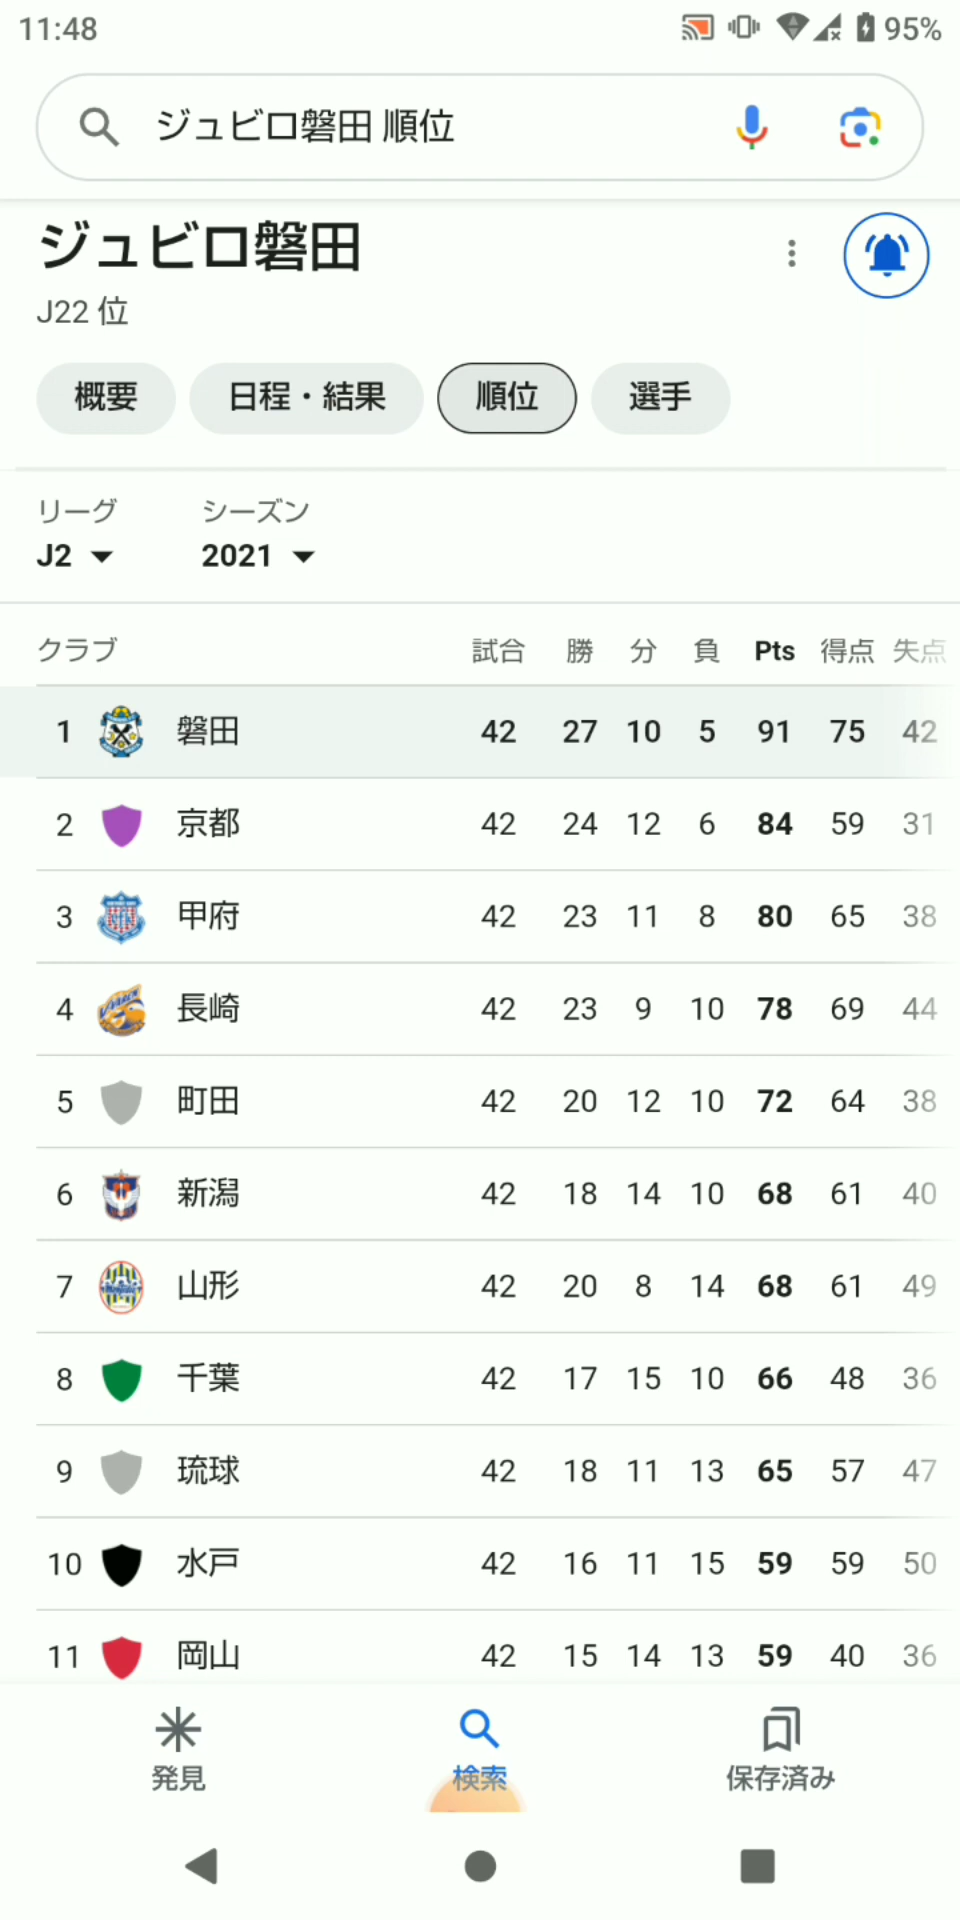 11:48 95%
ジュビロ磐田 順位
ジュビロ磐田
J22 位
概要 日程・結果 順位 選手
リーグ シーズン
J2 2021
クラブ 試合 勝 分 負 Pts 得点 失点
1 磐田 42 27 10 5 91 75 42
2 京都 42 24 12 6 84 59 31
3 甲府 42 23 11 8 80 65 38
4 長崎 42 23 9 10 78 69 44
5 町田 42 20 12 10 72 64 38
6 新潟 42 18 14 10 68 61 40
7 山形 42 20 8 14 68 61 49
8 千葉 42 17 15 10 66 48 36
9 琉球 42 18 11 13 65 57 47
10 水戸 42 16 11 15 59 59 50
11 岡山 42 15 14 13 59 40 36
発見 検索 保存済み